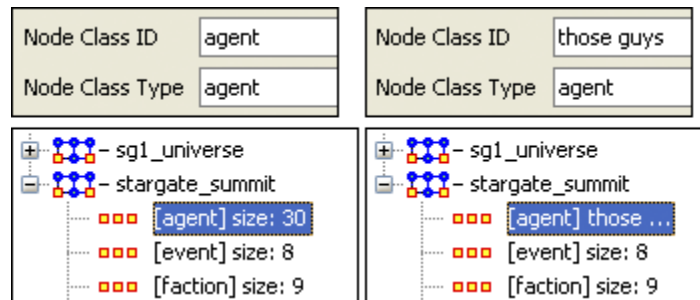 Node Class ID agent
Node Class Type agent
- sg1_universe
- stargate_summit
[agent] size: 30
[event] size: 8
[faction] size: 9
Node Class ID those guys
Node Class Type agent
- sg1_universe
- stargate_summit
[agent] those ...
[event] size: 8
[faction] size: 9